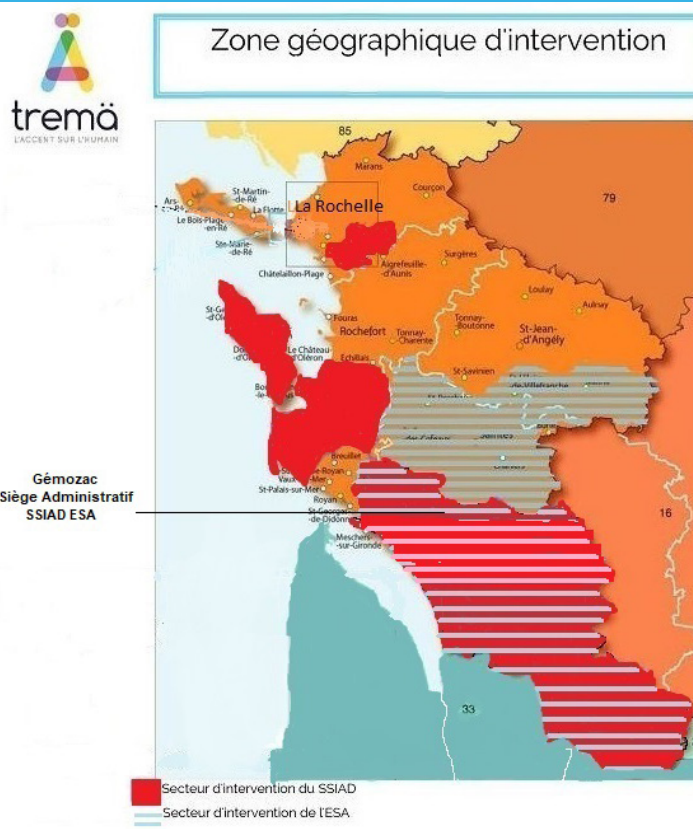 Zone géographique d'intervention
tremä
L'ACCENT SUR L'HUMAIN
85
Marans
Courçon
79
St-Martin
-de-Ré
Ars-
La Flotte
La Rochelle
Le Bois-Plage
-en-Ré
Ste-Marie-
de-Ré
Aigrefeuille-
d'Aunis
Surgères
Châtelaillon-Plage
Loulay
Aulnay
Fouras
Rochefort
Tonnay-
Charente
Tonnay-
Boutonne
St-Jean-
d'Angély
Le Château-
d'Oléron
Echillais
St-Savinien
Breuillet
St-Palais-sur-Mer
Royan
St-Georges
-de-Didonne
Meschers
-sur-Gironde
Gémozac
Siège Administratif
SSIAD ESA
16
33
Secteur d'intervention du SSIAD
Secteur d'intervention de l'ESA